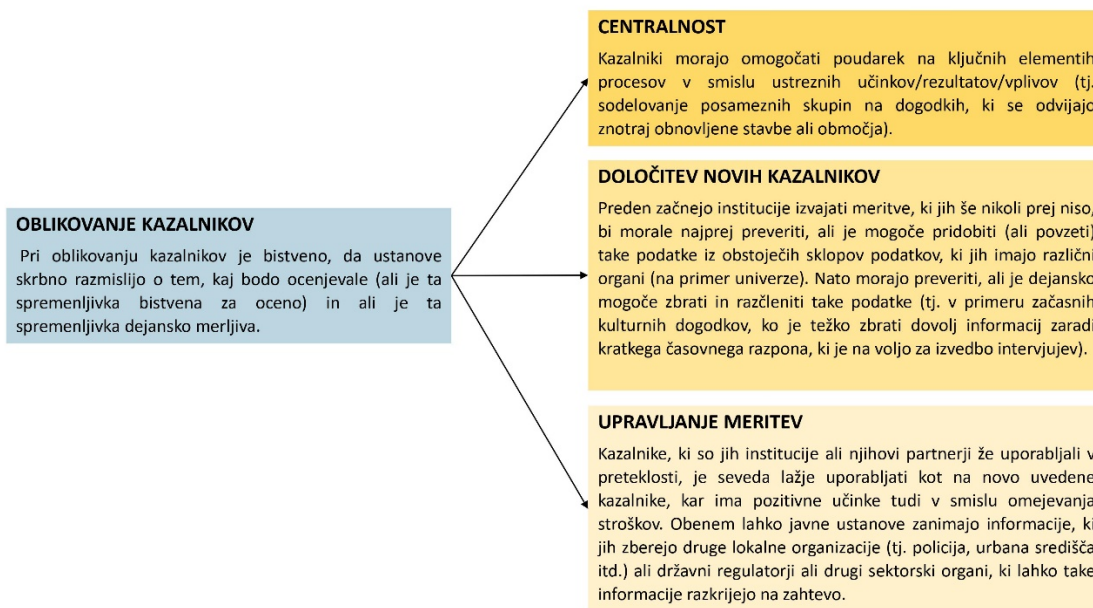 OBLIKOVANJE KAZALNIKOV
Pri oblikovanju kazalnikov je bistveno, da ustanove
skrbno razmislijo o tem, kaj bodo ocenjevale (ali je ta
spremenljivka bistvena za oceno) in ali je ta
spremenljivka dejansko merljiva.
CENTRALNOST
Kazalniki morajo omogočati poudarek na ključnih elementih
procesov v smislu ustreznih učinkov/rezultatov/vplivov (tj.
sodelovanje posameznih skupin na dogodkih, ki se odvijajo
znotraj obnovljene stavbe ali območja).
DOLOČITEV NOVIH KAZALNIKOV
Preden začnejo institucije izvajati meritve, ki jih še nikoli prej niso,
bi morale najprej preveriti, ali je mogoče pridobiti (ali povzeti)
take podatke iz obstoječih sklopov podatkov, ki jih imajo različni
organi (na primer univerze). Nato morajo preveriti, ali je dejansko
mogoče zbrati in razčleniti take podatke (tj. v primeru začasnih
kulturnih dogodkov, ko je težko zbrati dovolj informacij zaradi
kratkega časovnega razpona, ki je na voljo za izvedbo intervjujev).
UPRAVLJANJE MERITEV
Kazalnike, ki so jih institucije ali njihovi partnerji že uporabljali v
preteklosti, je seveda lažje uporabljati kot na novo uvedene
kazalnike, kar ima pozitivne učinke tudi v smislu omejevanja
stroškov. Obenem lahko javne ustanove zanimajo informacije, ki
jih zberejo druge lokalne organizacije (tj. policija, urbana središča
itd.) ali državni regulatorji ali drugi sektorski organi, ki lahko take
informacije razkrijejo na zahtevo.